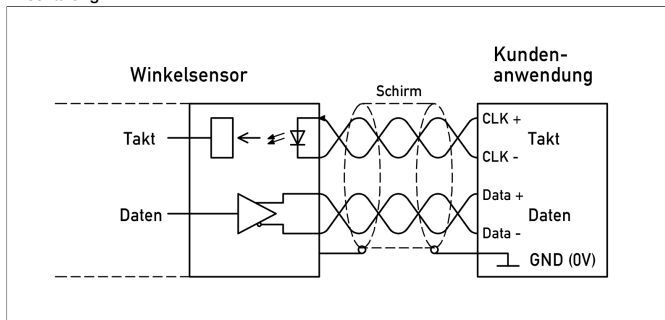 Winkelsensor
Schirm
Kunden-
anwendung
Takt
CLK +
Takt
CLK -
Daten
Data +
Daten
Data -
GND (0V)